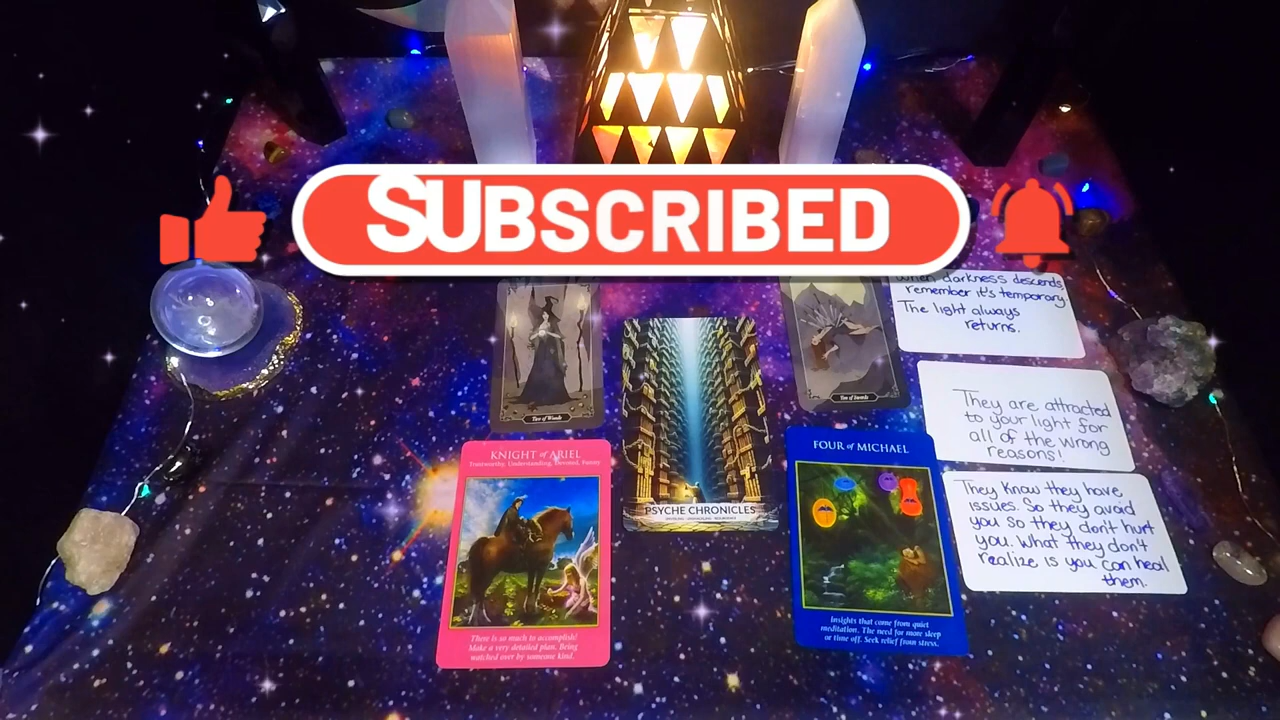 SUBSCRIBED
When darkness descends
remember it's temporary.
The light always
returns.
Two of Wands
Ten of Swords
They are attracted
to your light for
all of the wrong
reasons!
KNIGHT of ARIEL
Trustworthy, Understanding, Devoted, Funny
FOUR of MICHAEL
PSYCHE CHRONICLES
They know they have
issues. So they avoid
you so they don't hurt
you. What they don't
realize is you can heal
them.
There is so much to accomplish!
Make a very detailed plan. Being
watched over by someone kind.
Insights that come from quiet
meditation. The need for more sleep
or time off. Seek relief from stress.